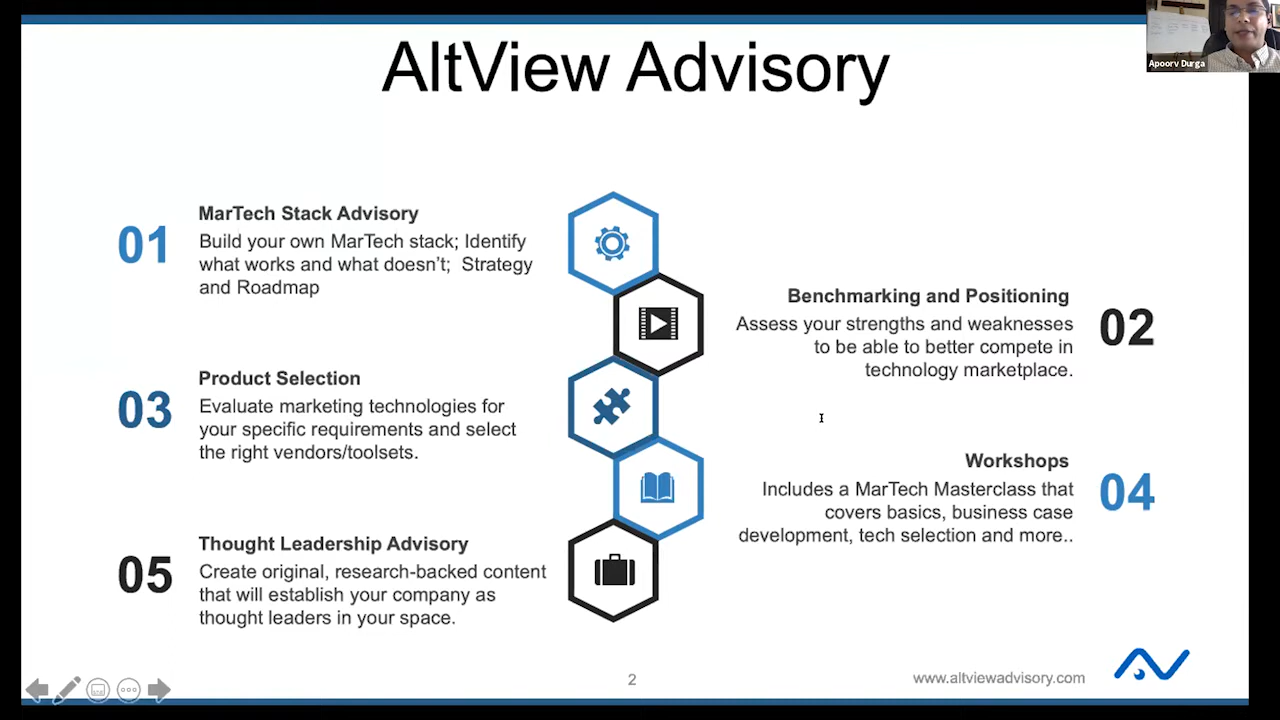 AltView Advisory
Apoorv Durga
01
MarTech Stack Advisory
Build your own MarTech stack; Identify
what works and what doesn't;  Strategy
and Roadmap
Benchmarking and Positioning
Assess your strengths and weaknesses
to be able to better compete in
technology marketplace.
02
03
Product Selection
Evaluate marketing technologies for
your specific requirements and select
the right vendors/toolsets.
Workshops
Includes a MarTech Masterclass that
covers basics, business case
development, tech selection and more..
04
05
Thought Leadership Advisory
Create original, research-backed content
that will establish your company as
thought leaders in your space.
2
www.altviewadvisory.com